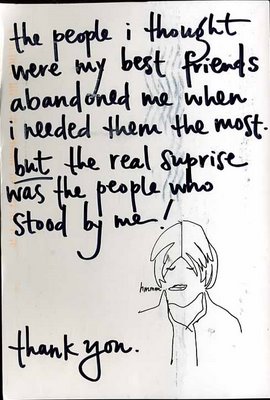 the people i thought
were my best friends
abandoned me when
i needed them the most.
but the real suprise
was the people who
stood by me!
hmmm
thank you.